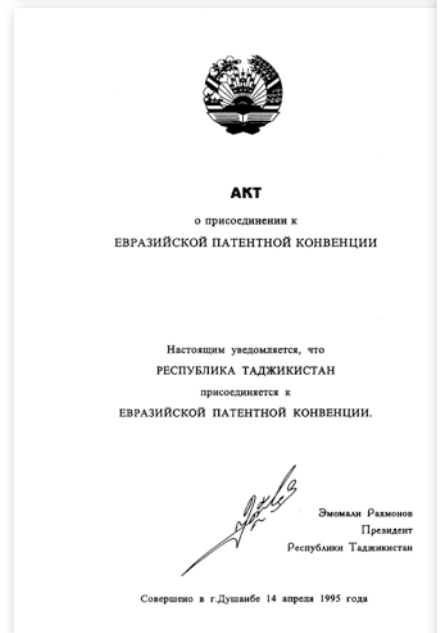 АКТ
о присоединении к
ЕВРАЗИЙСКОЙ ПАТЕНТНОЙ КОНВЕНЦИИ
Настоящим уведомляется, что
РЕСПУБЛИКА ТАДЖИКИСТАН
присоединяется к
ЕВРАЗИЙСКОЙ ПАТЕНТНОЙ КОНВЕНЦИИ.
Эмомали Рахмонов
Президент
Республики Таджикистан
Совершено в г.Душанбе 14 апреля 1995 года